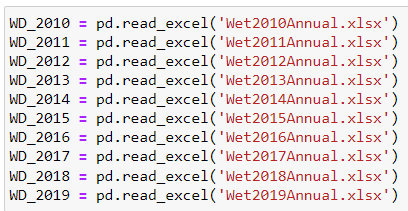 WD_2010 = pd.read_excel('Wet2010Annual.xlsx')
WD_2011 = pd.read_excel('Wet2011Annual.xlsx')
WD_2012 = pd.read_excel('Wet2012Annual.xlsx')
WD_2013 = pd.read_excel('Wet2013Annual.xlsx')
WD_2014 = pd.read_excel('Wet2014Annual.xlsx')
WD_2015 = pd.read_excel('Wet2015Annual.xlsx')
WD_2016 = pd.read_excel('Wet2016Annual.xlsx')
WD_2017 = pd.read_excel('Wet2017Annual.xlsx')
WD_2018 = pd.read_excel('Wet2018Annual.xlsx')
WD_2019 = pd.read_excel('Wet2019Annual.xlsx')